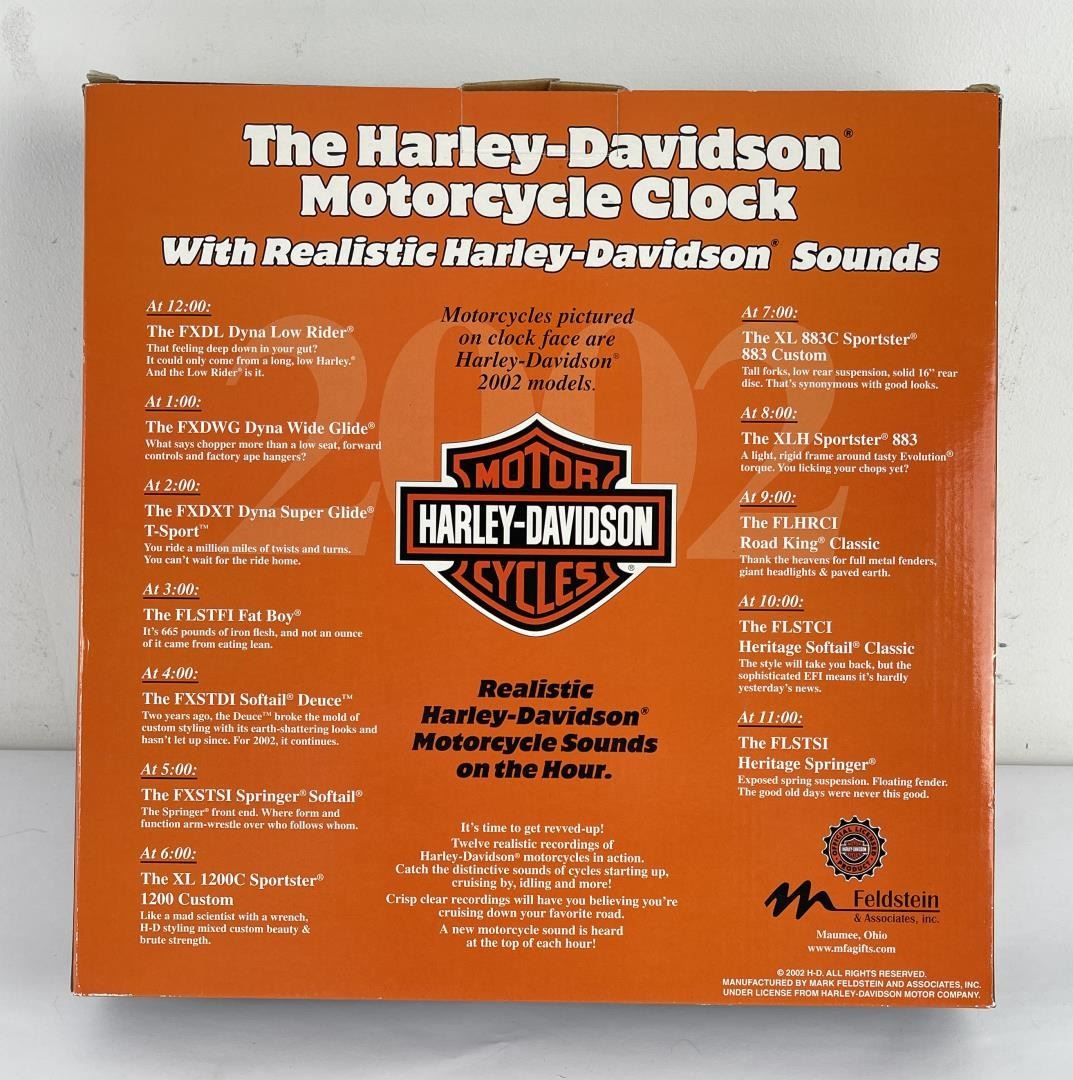 The Harley-Davidson®
Motorcycle Clock
With Realistic Harley-Davidson® Sounds
2002
At 12:00:
The FXDL Dyna Low Rider®
That feeling deep down in your gut?
It could only come from a long, low Harley.®
And the Low Rider® is it.
At 1:00:
The FXDWG Dyna Wide Glide®
What says chopper more than a low seat, forward
controls and factory ape hangers?
At 2:00:
The FXDXT Dyna Super Glide®
T-Sport™
You ride a million miles of twists and turns.
You can't wait for the ride home.
At 3:00:
The FLSTFI Fat Boy®
It's 665 pounds of iron flesh, and not an ounce
of it came from eating lean.
At 4:00:
The FXSTDI Softail® Deuce™
Two years ago, the Deuce™ broke the mold of
custom styling with its earth-shattering looks and
hasn't let up since. For 2002, it continues.
At 5:00:
The FXSTSI Springer® Softail®
The Springer® front end. Where form and
function arm-wrestle over who follows whom.
At 6:00:
The XL 1200C Sportster®
1200 Custom
Like a mad scientist with a wrench,
H-D styling mixed custom beauty &
brute strength.
Motorcycles pictured
on clock face are
Harley-Davidson®
2002 models.
MOTOR
HARLEY-DAVIDSON
CYCLES
®
Realistic
Harley-Davidson®
Motorcycle Sounds
on the Hour.
It's time to get revved-up!
Twelve realistic recordings of
Harley-Davidson® motorcycles in action.
Catch the distinctive sounds of cycles starting up,
cruising by, idling and more!
Crisp clear recordings will have you believing you're
cruising down your favorite road.
A new motorcycle sound is heard
at the top of each hour!
At 7:00:
The XL 883C Sportster®
883 Custom
Tall forks, low rear suspension, solid 16" rear
disc. That's synonymous with good looks.
At 8:00:
The XLH Sportster® 883
A light, rigid frame around tasty Evolution®
torque. You licking your chops yet?
At 9:00:
The FLHRCI
Road King® Classic
Thank the heavens for full metal fenders,
giant headlights & paved earth.
At 10:00:
The FLSTCI
Heritage Softail® Classic
The style will take you back, but the
sophisticated EFI means it's hardly
yesterday's news.
At 11:00:
The FLSTSI
Heritage Springer®
Exposed spring suspension. Floating fender.
The good old days were never this good.
OFFICIAL LICENSED
HARLEY-DAVIDSON
PRODUCT
Feldstein
& Associates, inc.
Maumee, Ohio
www.mfagifts.com
© 2002 H-D. ALL RIGHTS RESERVED.
MANUFACTURED BY MARK FELDSTEIN AND ASSOCIATES, INC.
UNDER LICENSE FROM HARLEY-DAVIDSON MOTOR COMPANY.